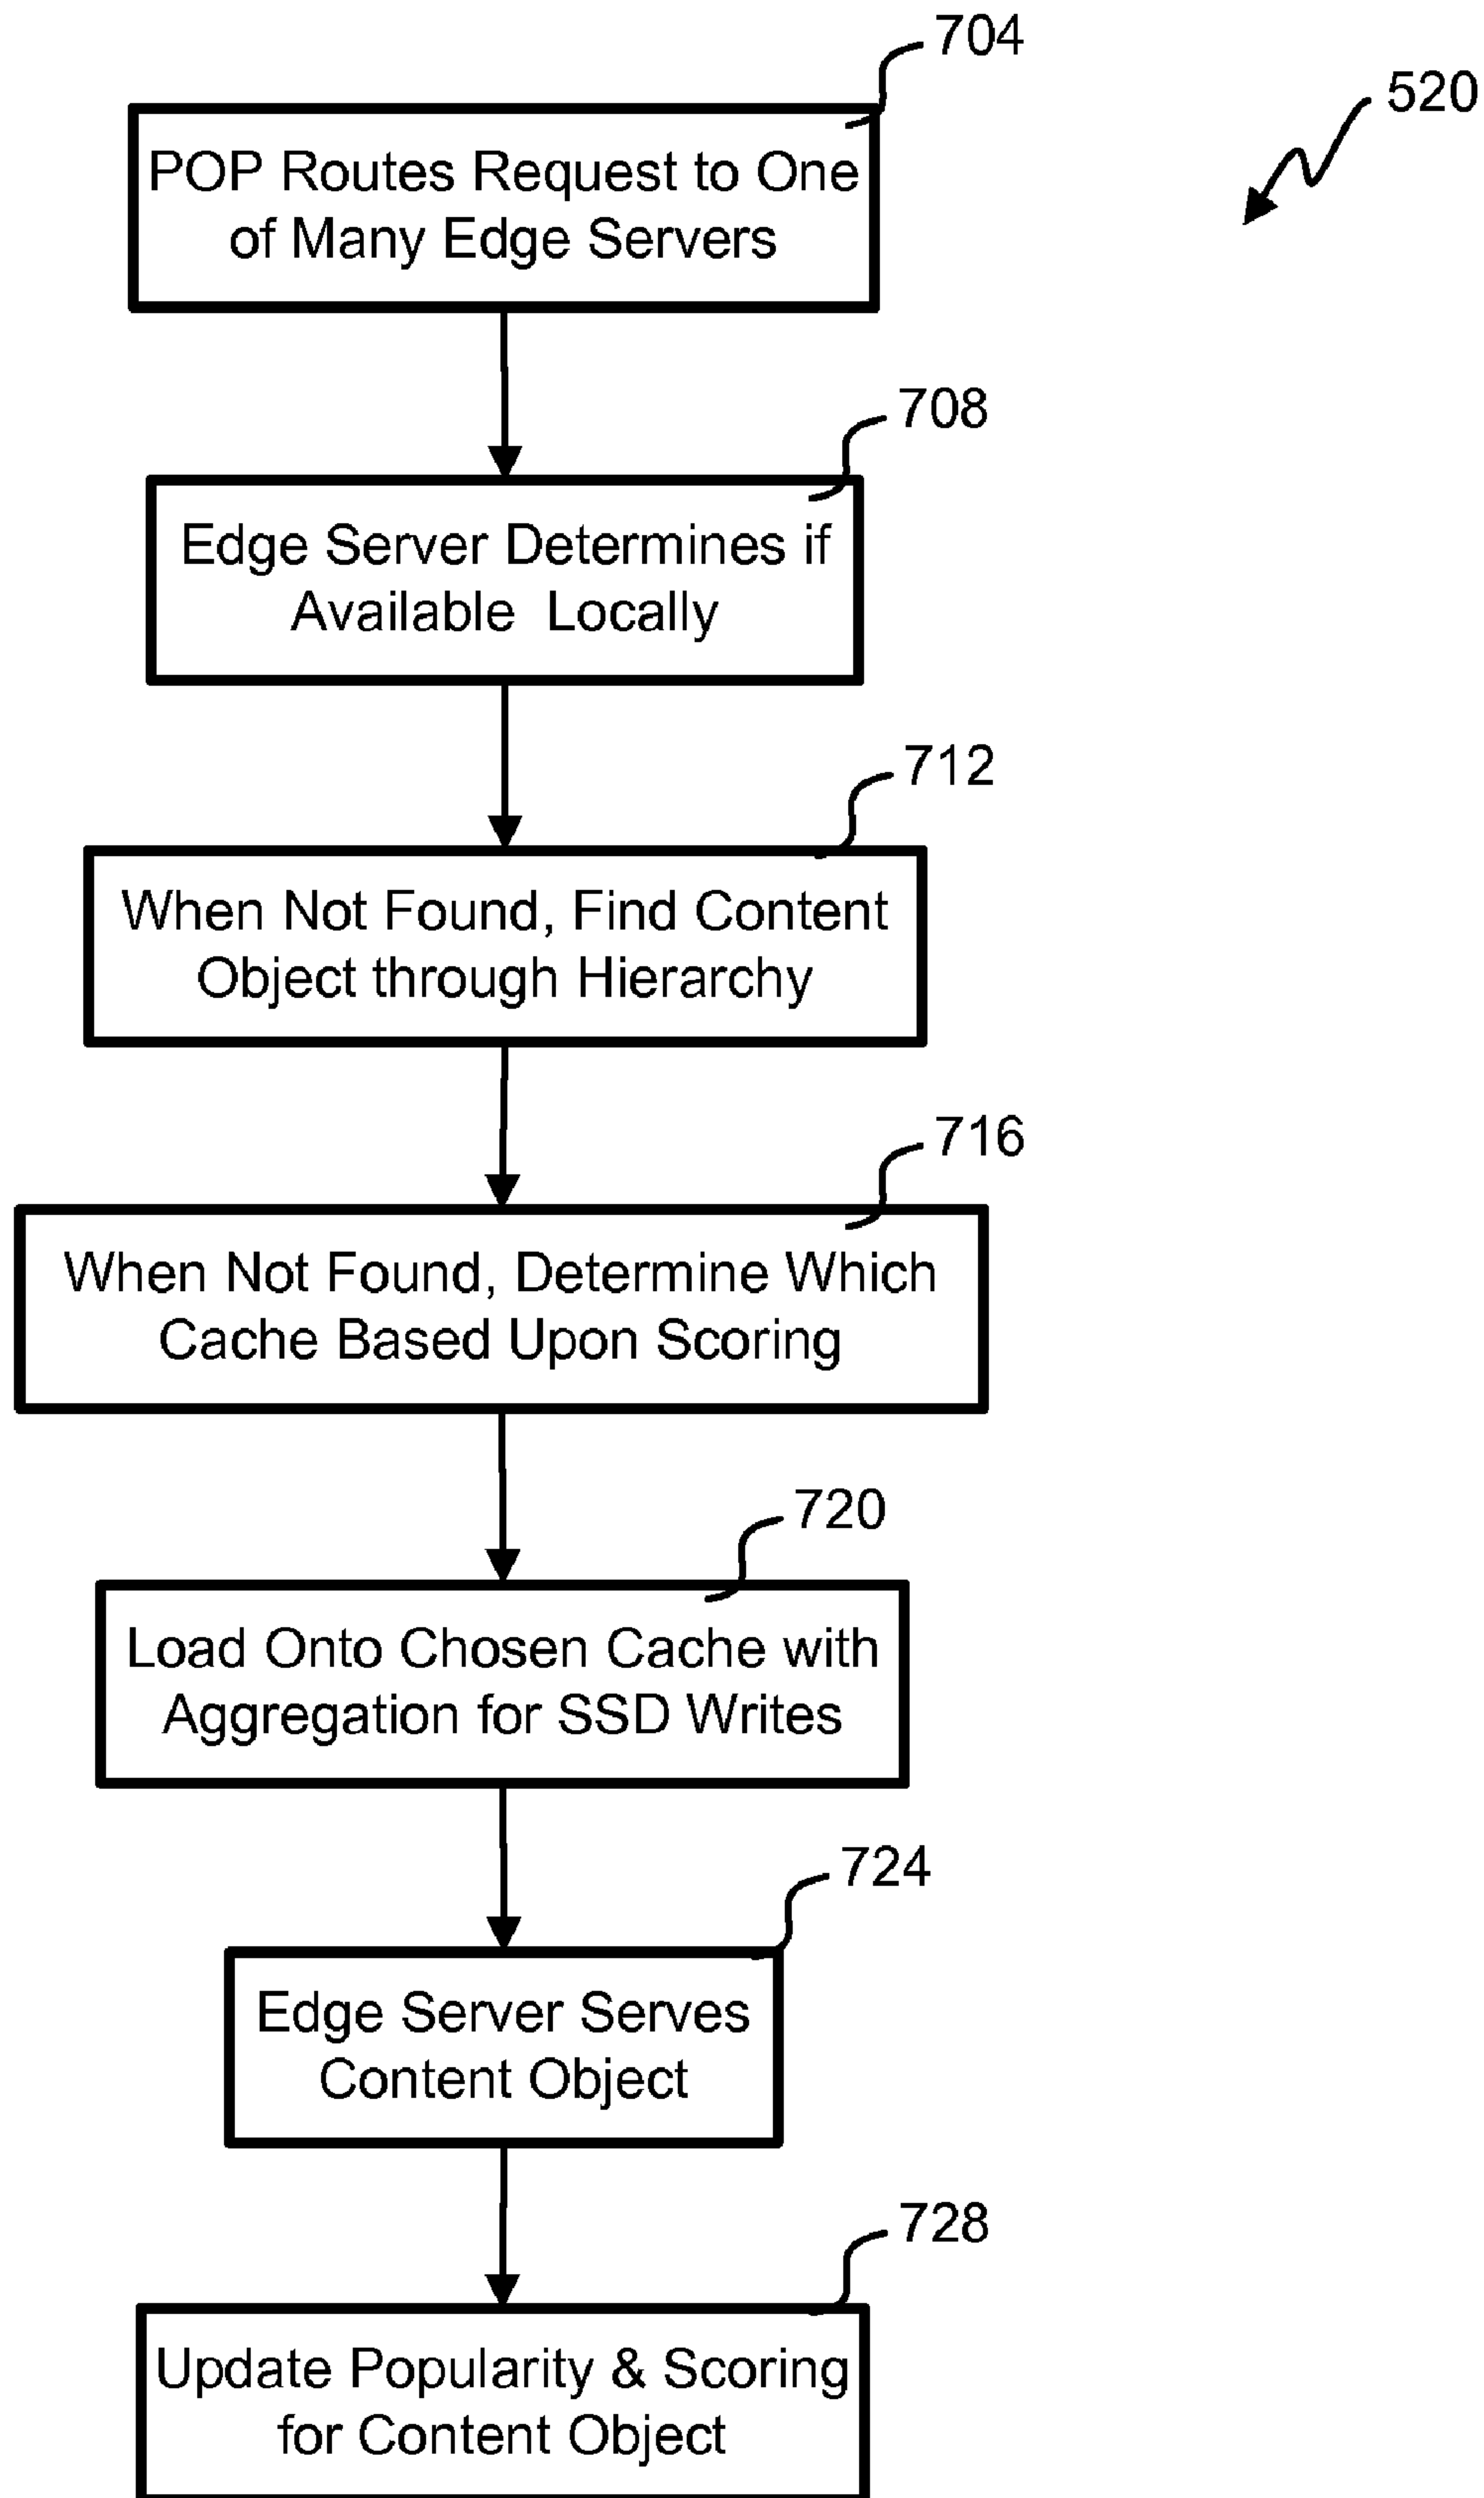 704
520
POP Routes Request to One
of Many Edge Servers
708
Edge Server Determines if
Available Locally
712
When Not Found, Find Content
Object through Hierarchy
716
When Not Found, Determine Which
Cache Based Upon Scoring
720
Load Onto Chosen Cache with
Aggregation for SSD Writes
724
Edge Server Serves
Content Object
728
Update Popularity & Scoring
for Content Object